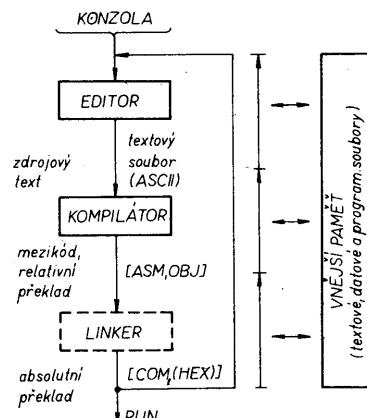 KONZOLA
EDITOR
zdrojový
text
textový
soubor
(ASCII)
KOMPILÁTOR
mezikód,
relativní
překlad
[ASM,OBJ]
LINKER
absolutní
překlad
[COM,(HEX)]
RUN
VNĚJŠÍ PAMĚŤ
(textové, datové a program. soubory)